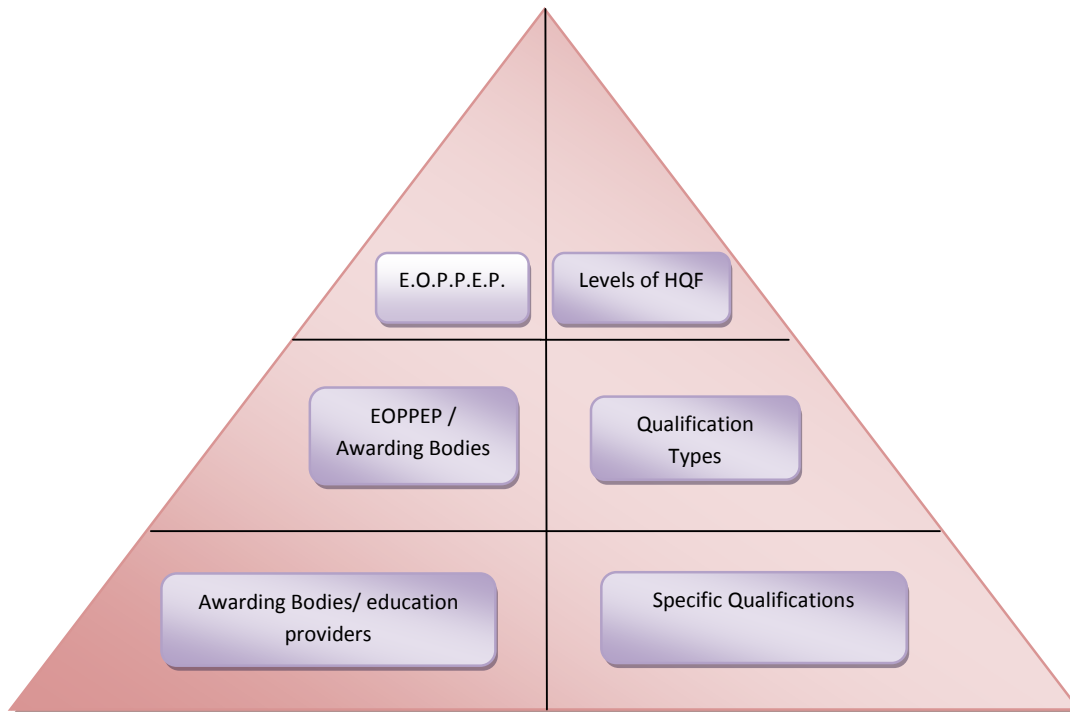 E.O.P.P.E.P.
Levels of HQF
EOPPEP /
Awarding Bodies
Qualification
Types
Awarding Bodies/ education
providers
Specific Qualifications